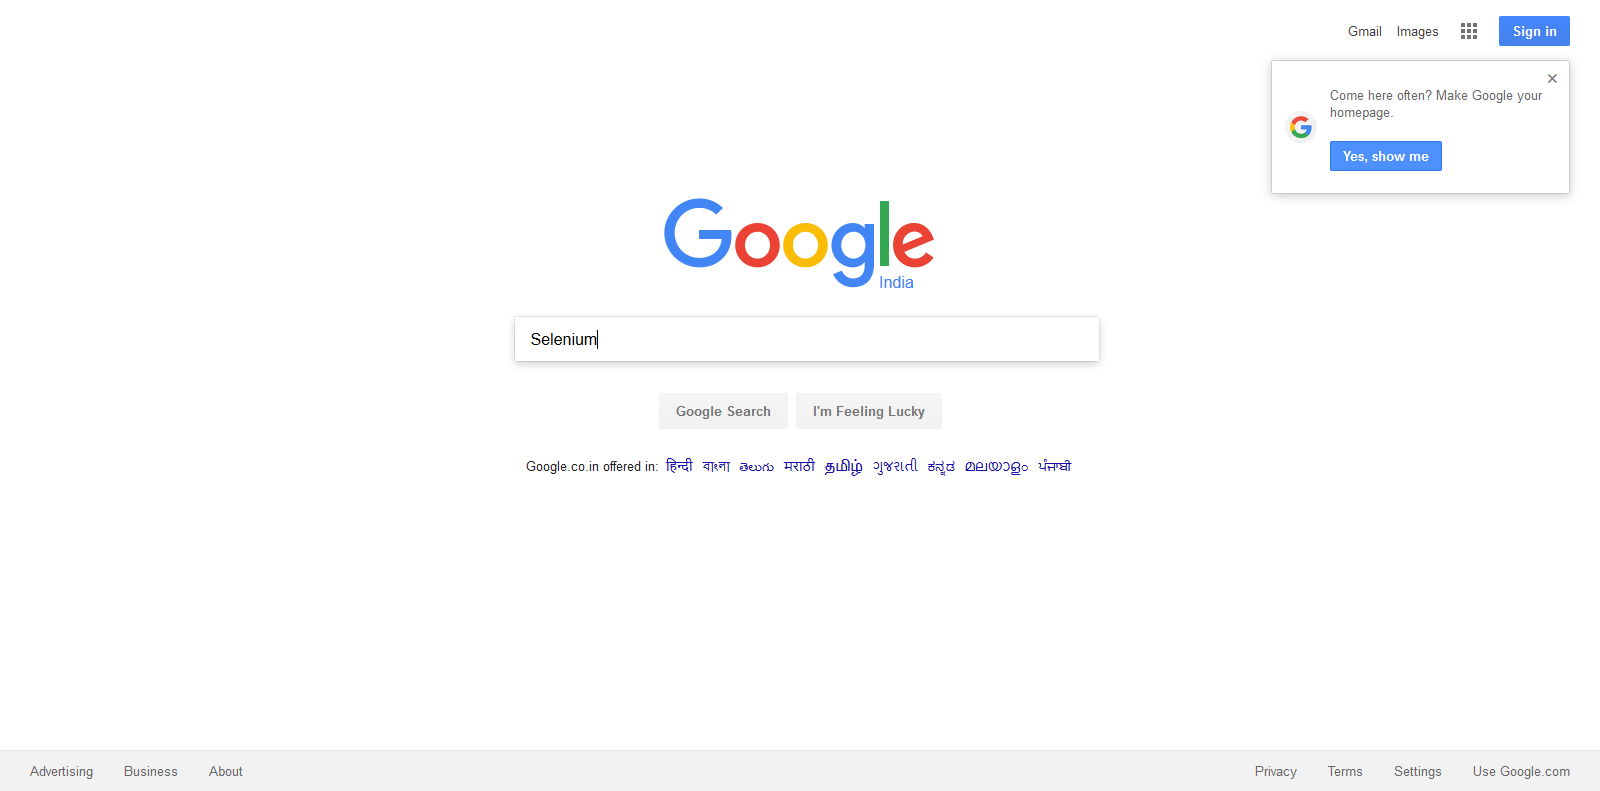 Gmail Images Sign in
Come here often? Make Google your
homepage.
Yes, show me
Google
India
Selenium
Google Search I'm Feeling Lucky
Google.co.in offered in: हिन्दी বাংলা తెలుగు मराठी தமிழ் ગુજરાતી ಕನ್ನಡ മലയാളം ਪੰਜਾਬੀ
Advertising Business About Privacy Terms Settings Use Google.com